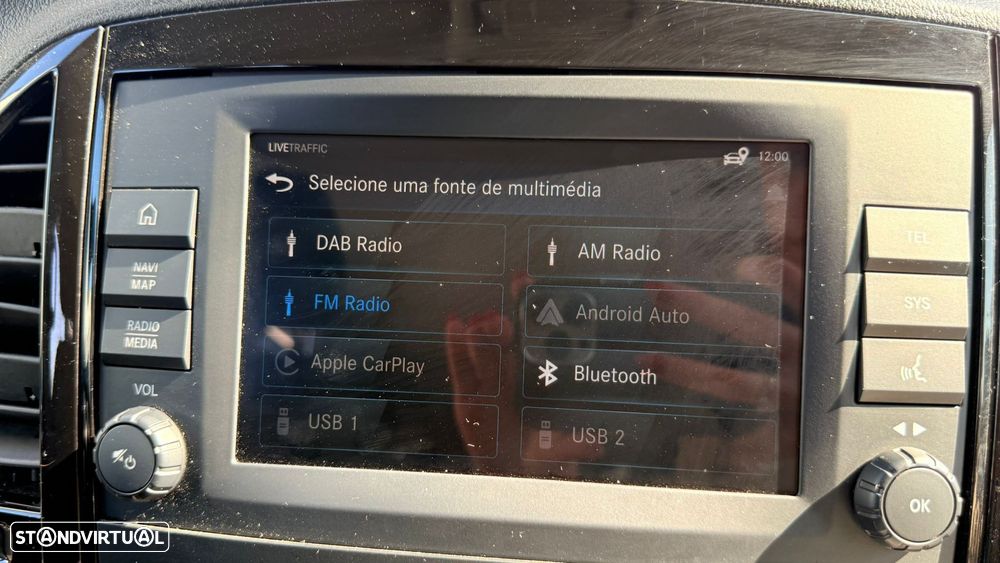 LIVETRAFFIC
12:00
Selecione uma fonte de multimédia
DAB Radio
AM Radio
FM Radio
Android Auto
Apple CarPlay
Bluetooth
USB 1
USB 2
NAVI
MAP
RADIO
MEDIA
VOL
TEL
SYS
OK
STANDVIRTUAL